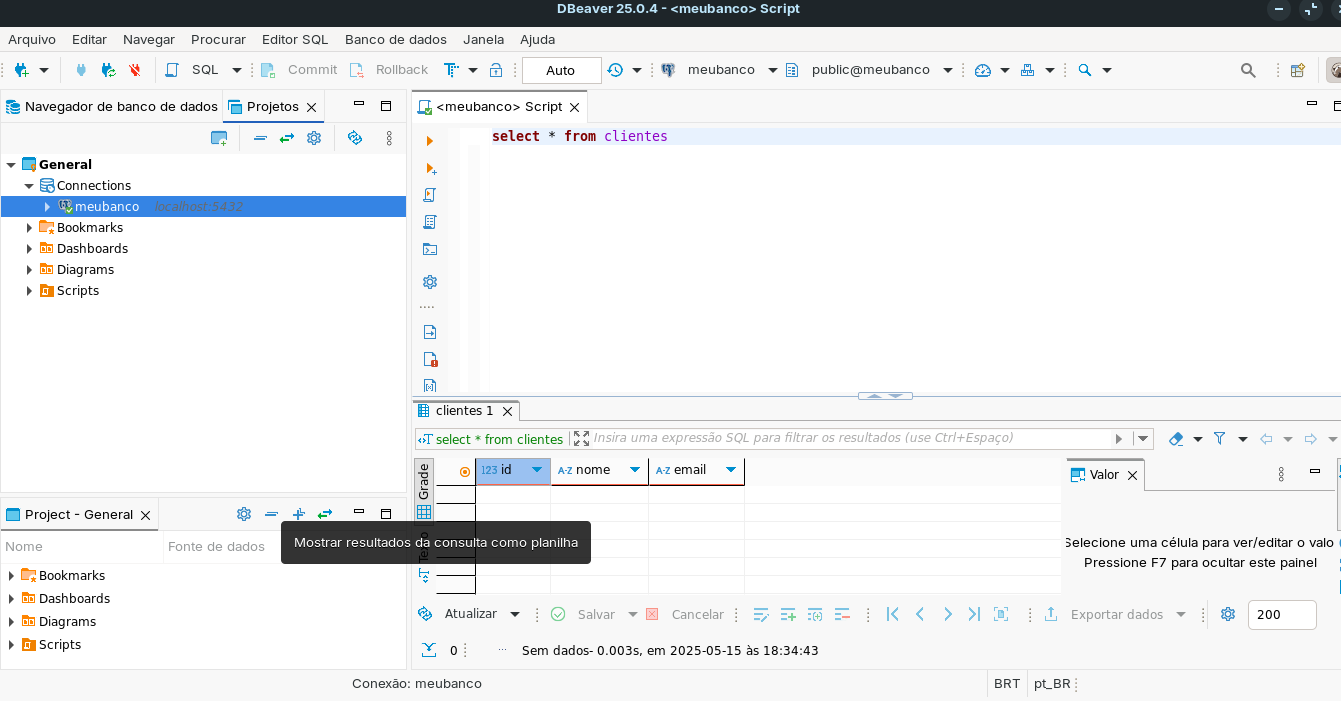 DBeaver 25.0.4 - <meubanco> Script
Arquivo Editar Navegar Procurar Editor SQL Banco de dados Janela Ajuda
SQL Commit Rollback Auto meubanco public@meubanco
Navegador de banco de dados Projetos
<meubanco> Script
General
Connections
meubanco localhost:5432
Bookmarks
Dashboards
Diagrams
Scripts
select * from clientes
clientes 1
select * from clientes Insira uma expressão SQL para filtrar os resultados (use Ctrl+Espaço)
Grade
123 id A-Z nome A-Z email
Valor
Selecione uma célula para ver/editar o valo
Pressione F7 para ocultar este painel
Project - General
Nome Fonte de dados
Mostrar resultados da consulta como planilha
Bookmarks
Dashboards
Diagrams
Scripts
Atualizar Salvar Cancelar Exportar dados 200
0 ... Sem dados- 0.003s, em 2025-05-15 às 18:34:43
Conexão: meubanco BRT pt_BR